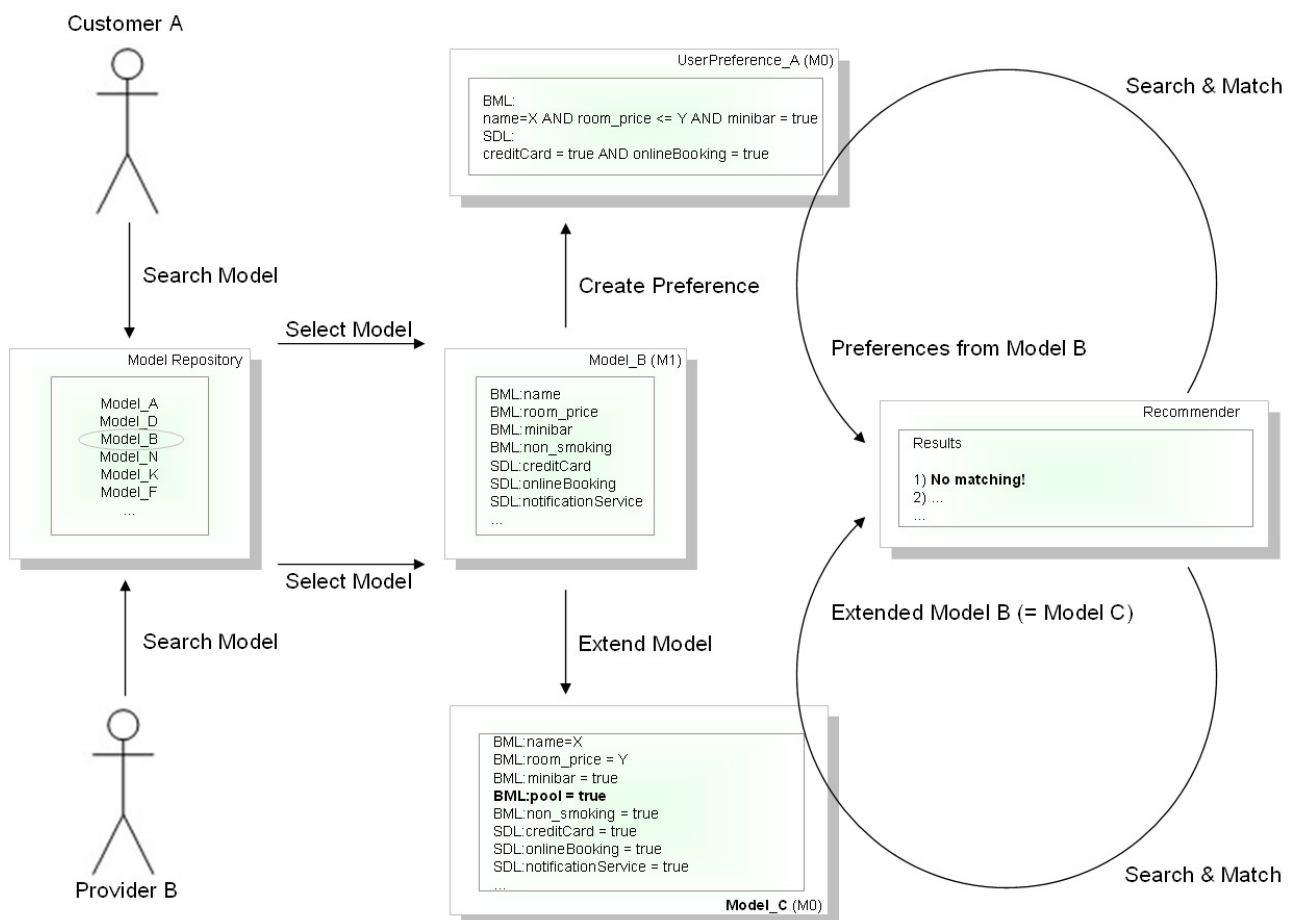 Customer A
UserPreference_A (M0)
BML:
name=X AND room_price <= Y AND minibar = true
SDL:
creditCard = true AND onlineBooking = true
Search & Match
Search Model
Create Preference
Select Model
Preferences from Model B
Model Repository
Model_A
Model_D
Model_B
Model_N
Model_K
Model_F
...
Model_B (M1)
BML:name
BML:room_price
BML:minibar
BML:non_smoking
SDL:creditCard
SDL:onlineBooking
SDL:notificationService
...
Recommender
Results
1) No matching!
2) ...
...
Select Model
Search Model
Extend Model
Extended Model B (= Model C)
BML:name=X
BML:room_price = Y
BML:minibar = true
BML:pool = true
BML:non_smoking = true
SDL:creditCard = true
SDL:onlineBooking = true
SDL:notificationService = true
...
Model_C (M0)
Provider B
Search & Match